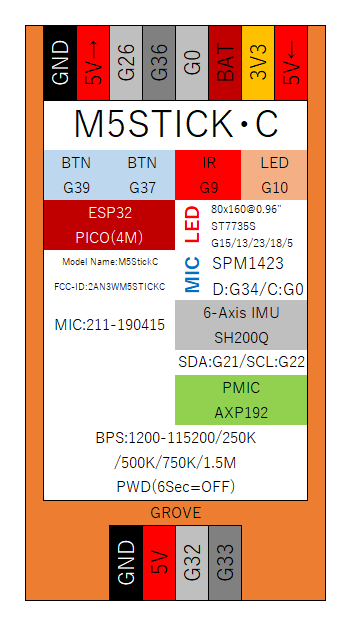 GND 5V→ G26 G36 G0 BAT 3V3 5V←
M5STICK・C
BTN BTN IR LED
G39 G37 G9 G10
ESP32
PICO(4M)
LED
80x160@0.96"
ST7735S
G15/13/23/18/5
Model Name:M5StickC
FCC-ID:2AN3WM5STICKC
MIC:211-190415
MIC
SPM1423
D:G34/C:G0
6-Axis IMU
SH200Q
SDA:G21/SCL:G22
PMIC
AXP192
BPS:1200-115200/250K
/500K/750K/1.5M
PWD(6Sec=OFF)
GROVE
GND 5V G32 G33